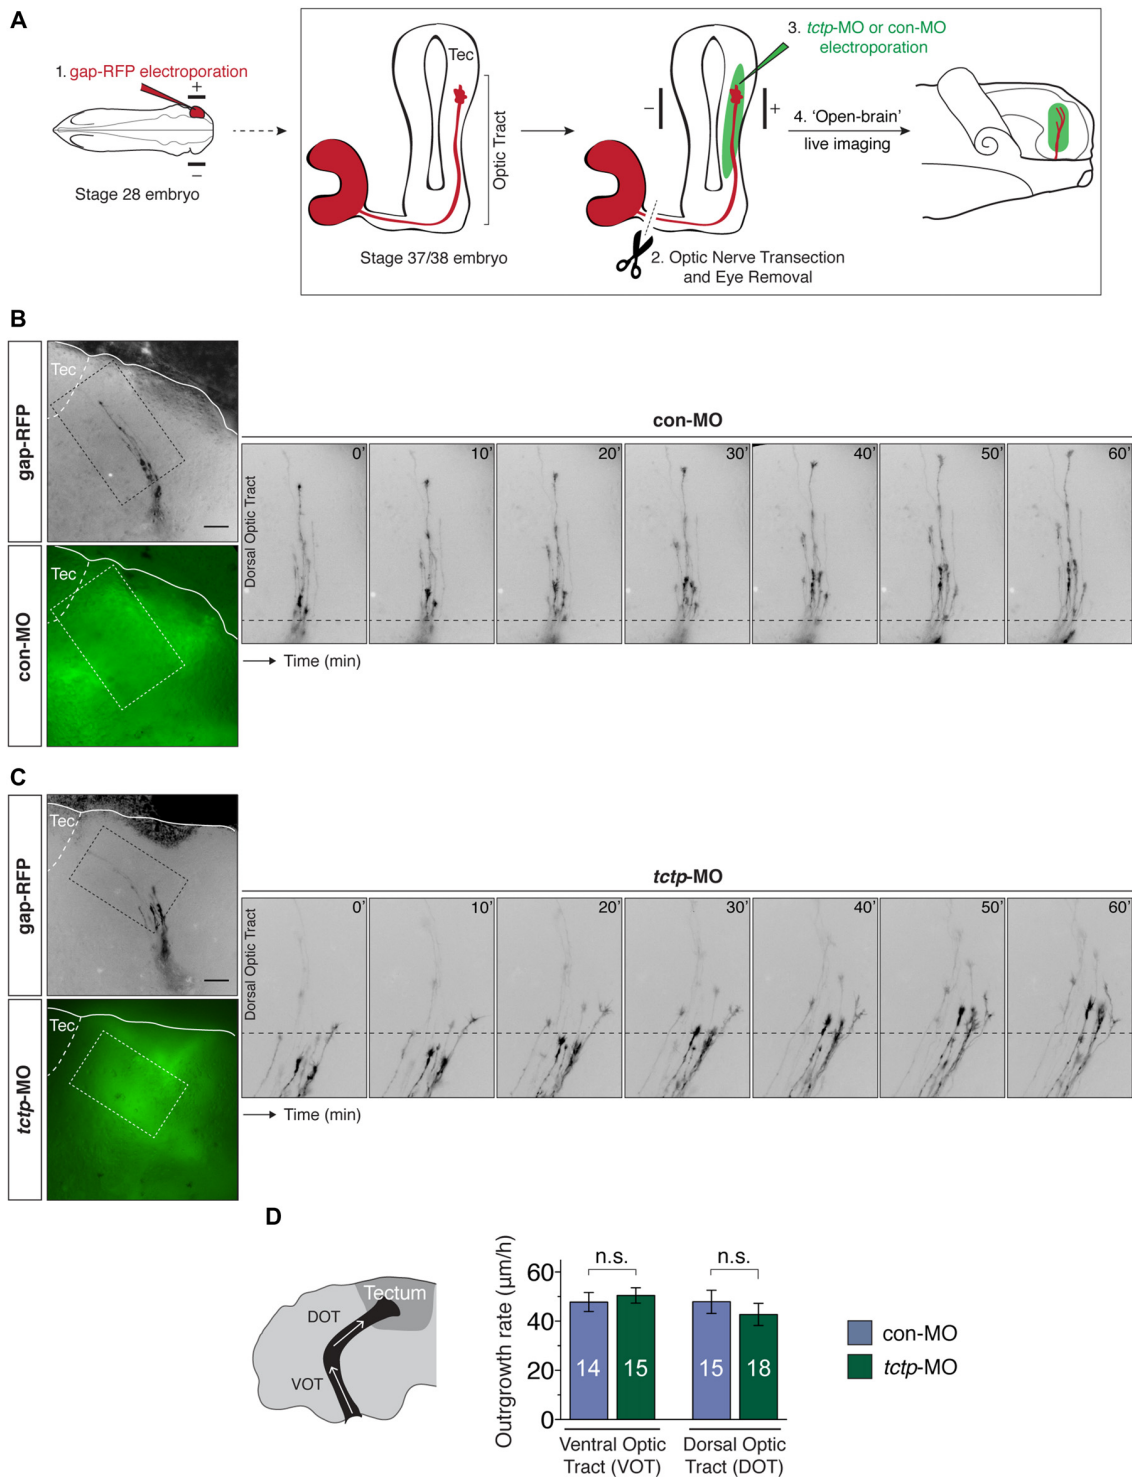 A
1. gap-RFP electroporation
+
–
Stage 28 embryo
Tec
Optic Tract
Stage 37/38 embryo
– +
2. Optic Nerve Transection
and Eye Removal
3. tctp-MO or con-MO
electroporation
4. ‘Open-brain’
live imaging
B
gap-RFP
Tec
con-MO
Tec
con-MO
Dorsal Optic Tract
0’ 10’ 20’ 30’ 40’ 50’ 60’
Time (min)
C
gap-RFP
Tec
tctp-MO
Tec
tctp-MO
Dorsal Optic Tract
0’ 10’ 20’ 30’ 40’ 50’ 60’
Time (min)
D
Tectum
DOT
VOT
Outrgrowth rate (µm/h)
60
40
20
0
n.s. n.s.
14 15 15 18
Ventral Optic
Tract (VOT)
Dorsal Optic
Tract (DOT)
con-MO
tctp-MO